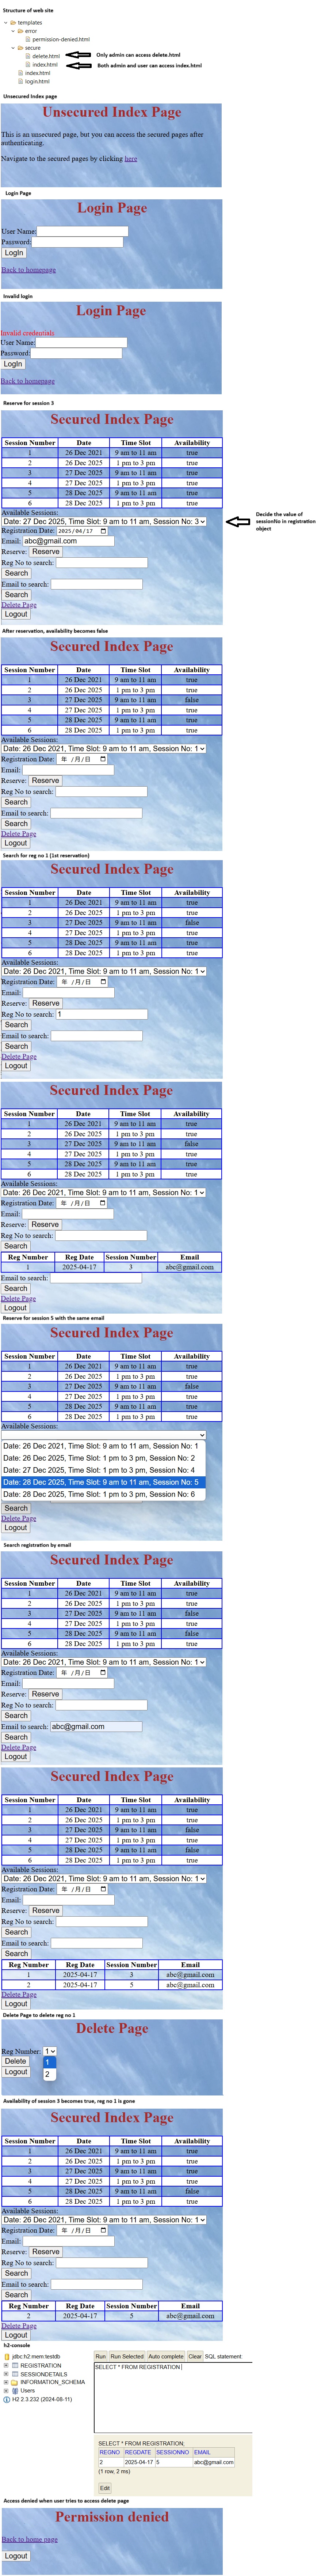 Structure of web site
templates
error
permission-denied.html
secure
delete.html
Only admin can access delete.html
index.html
Both admin and user can access index.html
index.html
login.html
Unsecured Index page
Unsecured Index Page
This is an unsecured page, but you can access the secured pages after
authenticating.
Navigate to the secured pages by clicking here
Login Page
Login Page
User Name:
Password:
LogIn
Back to homepage
Invalid login
Login Page
Invalid credentials
User Name:
Password:
LogIn
Back to homepage
Reserve for session 3
Secured Index Page
Session Number Date Time Slot Availability
1 26 Dec 2021 9 am to 11 am true
2 26 Dec 2025 1 pm to 3 pm true
3 27 Dec 2025 9 am to 11 am true
4 27 Dec 2025 1 pm to 3 pm true
5 28 Dec 2025 9 am to 11 am true
6 28 Dec 2025 1 pm to 3 pm true
Available Sessions:
Date: 27 Dec 2025, Time Slot: 9 am to 11 am, Session No: 3
Decide the value of
sessionNo in registration
object
Registration Date: 2025/04/17
Email: abc@gmail.com
Reserve: Reserve
Reg No to search:
Search
Email to search:
Search
Delete Page
Logout
After reservation, availability becomes false
Secured Index Page
Session Number Date Time Slot Availability
1 26 Dec 2021 9 am to 11 am true
2 26 Dec 2025 1 pm to 3 pm true
3 27 Dec 2025 9 am to 11 am false
4 27 Dec 2025 1 pm to 3 pm true
5 28 Dec 2025 9 am to 11 am true
6 28 Dec 2025 1 pm to 3 pm true
Available Sessions:
Date: 26 Dec 2021, Time Slot: 9 am to 11 am, Session No: 1
Registration Date: 年 /月/日
Email:
Reserve: Reserve
Reg No to search:
Search
Email to search:
Search
Delete Page
Logout
Search for reg no 1 (1st reservation)
Secured Index Page
Session Number Date Time Slot Availability
1 26 Dec 2021 9 am to 11 am true
2 26 Dec 2025 1 pm to 3 pm true
3 27 Dec 2025 9 am to 11 am false
4 27 Dec 2025 1 pm to 3 pm true
5 28 Dec 2025 9 am to 11 am true
6 28 Dec 2025 1 pm to 3 pm true
Available Sessions:
Date: 26 Dec 2021, Time Slot: 9 am to 11 am, Session No: 1
Registration Date: 年 /月/日
Email:
Reserve: Reserve
Reg No to search: 1
Search
Email to search:
Search
Delete Page
Logout
Secured Index Page
Session Number Date Time Slot Availability
1 26 Dec 2021 9 am to 11 am true
2 26 Dec 2025 1 pm to 3 pm true
3 27 Dec 2025 9 am to 11 am false
4 27 Dec 2025 1 pm to 3 pm true
5 28 Dec 2025 9 am to 11 am true
6 28 Dec 2025 1 pm to 3 pm true
Available Sessions:
Date: 26 Dec 2021, Time Slot: 9 am to 11 am, Session No: 1
Registration Date: 年 /月/日
Email:
Reserve: Reserve
Reg No to search:
Search
Reg Number Reg Date Session Number Email
1 2025-04-17 3 abc@gmail.com
Email to search:
Search
Delete Page
Logout
Reserve for session 5 with the same email
Secured Index Page
Session Number Date Time Slot Availability
1 26 Dec 2021 9 am to 11 am true
2 26 Dec 2025 1 pm to 3 pm true
3 27 Dec 2025 9 am to 11 am false
4 27 Dec 2025 1 pm to 3 pm true
5 28 Dec 2025 9 am to 11 am true
6 28 Dec 2025 1 pm to 3 pm true
Available Sessions:
Date: 26 Dec 2021, Time Slot: 9 am to 11 am, Session No: 1
Date: 26 Dec 2025, Time Slot: 1 pm to 3 pm, Session No: 2
Date: 27 Dec 2025, Time Slot: 1 pm to 3 pm, Session No: 4
Date: 28 Dec 2025, Time Slot: 9 am to 11 am, Session No: 5
Date: 28 Dec 2025, Time Slot: 1 pm to 3 pm, Session No: 6
Search
Delete Page
Logout
Search registration by email
Secured Index Page
Session Number Date Time Slot Availability
1 26 Dec 2021 9 am to 11 am true
2 26 Dec 2025 1 pm to 3 pm true
3 27 Dec 2025 9 am to 11 am false
4 27 Dec 2025 1 pm to 3 pm true
5 28 Dec 2025 9 am to 11 am false
6 28 Dec 2025 1 pm to 3 pm true
Available Sessions:
Date: 26 Dec 2021, Time Slot: 9 am to 11 am, Session No: 1
Registration Date: 年 /月/日
Email:
Reserve: Reserve
Reg No to search:
Search
Email to search: abc@gmail.com
Search
Delete Page
Logout
Secured Index Page
Session Number Date Time Slot Availability
1 26 Dec 2021 9 am to 11 am true
2 26 Dec 2025 1 pm to 3 pm true
3 27 Dec 2025 9 am to 11 am false
4 27 Dec 2025 1 pm to 3 pm true
5 28 Dec 2025 9 am to 11 am false
6 28 Dec 2025 1 pm to 3 pm true
Available Sessions:
Date: 26 Dec 2021, Time Slot: 9 am to 11 am, Session No: 1
Registration Date: 年 /月/日
Email:
Reserve: Reserve
Reg No to search:
Search
Email to search:
Search
Reg Number Reg Date Session Number Email
1 2025-04-17 3 abc@gmail.com
2 2025-04-17 5 abc@gmail.com
Delete Page
Logout
Delete Page to delete reg no 1
Delete Page
Reg Number: 1
Delete 1
Logout 2
Availability of session 3 becomes true, reg no 1 is gone
Secured Index Page
Session Number Date Time Slot Availability
1 26 Dec 2021 9 am to 11 am true
2 26 Dec 2025 1 pm to 3 pm true
3 27 Dec 2025 9 am to 11 am true
4 27 Dec 2025 1 pm to 3 pm true
5 28 Dec 2025 9 am to 11 am false
6 28 Dec 2025 1 pm to 3 pm true
Available Sessions:
Date: 26 Dec 2021, Time Slot: 9 am to 11 am, Session No: 1
Registration Date: 年 /月/日
Email:
Reserve: Reserve
Reg No to search:
Search
Email to search:
Search
Reg Number Reg Date Session Number Email
2 2025-04-17 5 abc@gmail.com
Delete Page
Logout
h2-console
jdbc:h2:mem:testdb
REGISTRATION
SESSIONDETAILS
INFORMATION_SCHEMA
Users
H2 2.3.232 (2024-08-11)
Run Run Selected Auto complete Clear SQL statement:
SELECT * FROM REGISTRATION
SELECT * FROM REGISTRATION;
REGNO REGDATE SESSIONNO EMAIL
2 2025-04-17 5 abc@gmail.com
(1 row, 2 ms)
Edit
Access denied when user tries to access delete page
Permission denied
Back to home page
Logout